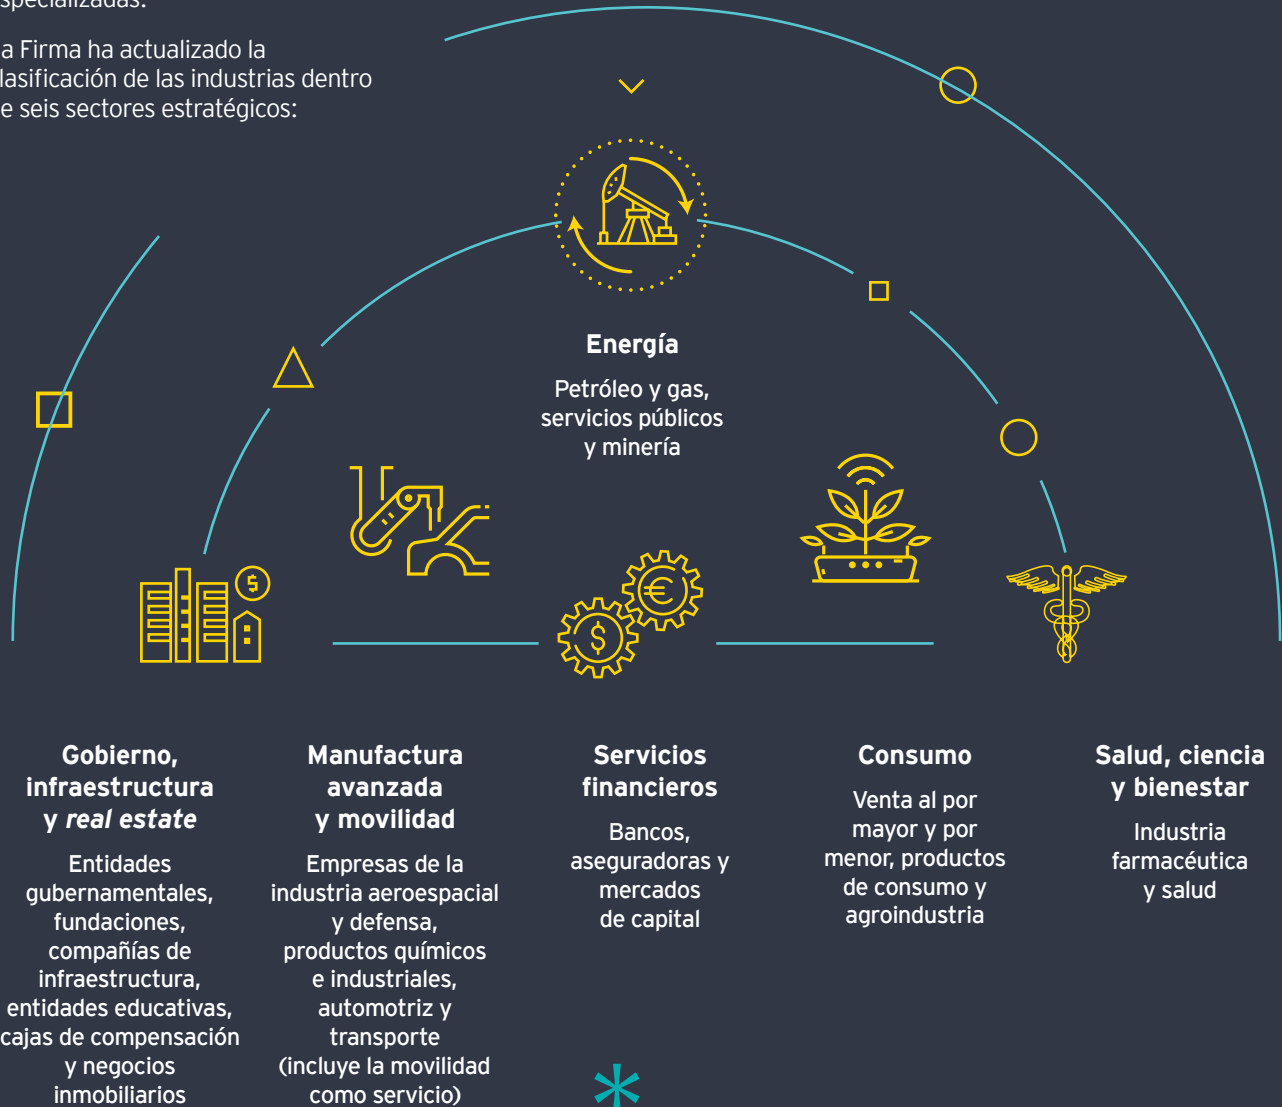 specializadas.
a Firma ha actualizado la
lasificación de las industrias dentro
e seis sectores estratégicos:
Energía
Petróleo y gas,
servicios públicos
y minería
$
€
$
Gobierno,
infraestructura
y real estate
Entidades
gubernamentales,
fundaciones,
compañías de
infraestructura,
entidades educativas,
cajas de compensación
y negocios
inmobiliarios
Manufactura
avanzada
y movilidad
Empresas de la
industria aeroespacial
y defensa,
productos químicos
e industriales,
automotriz y
transporte
(incluye la movilidad
como servicio)
Servicios
financieros
Bancos,
aseguradoras y
mercados
de capital
Consumo
Venta al por
mayor y por
menor, productos
de consumo y
agroindustria
Salud, ciencia
y bienestar
Industria
farmacéutica
y salud
*